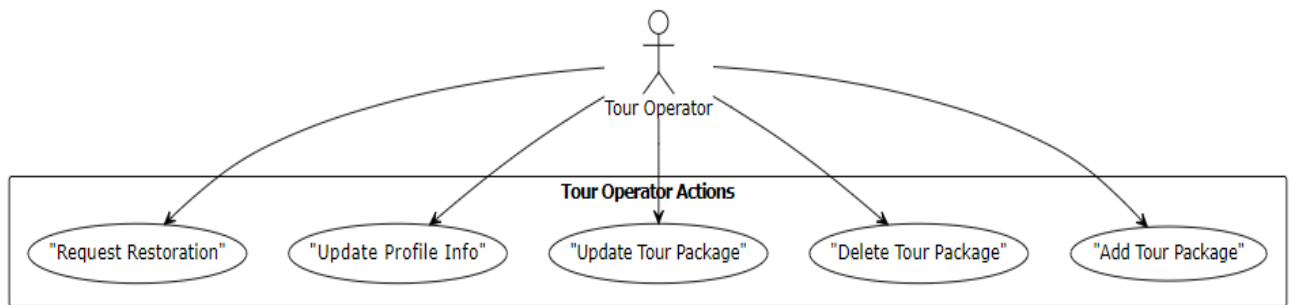 Tour Operator
Tour Operator Actions
"Request Restoration"
"Update Profile Info"
"Update Tour Package"
"Delete Tour Package"
"Add Tour Package"